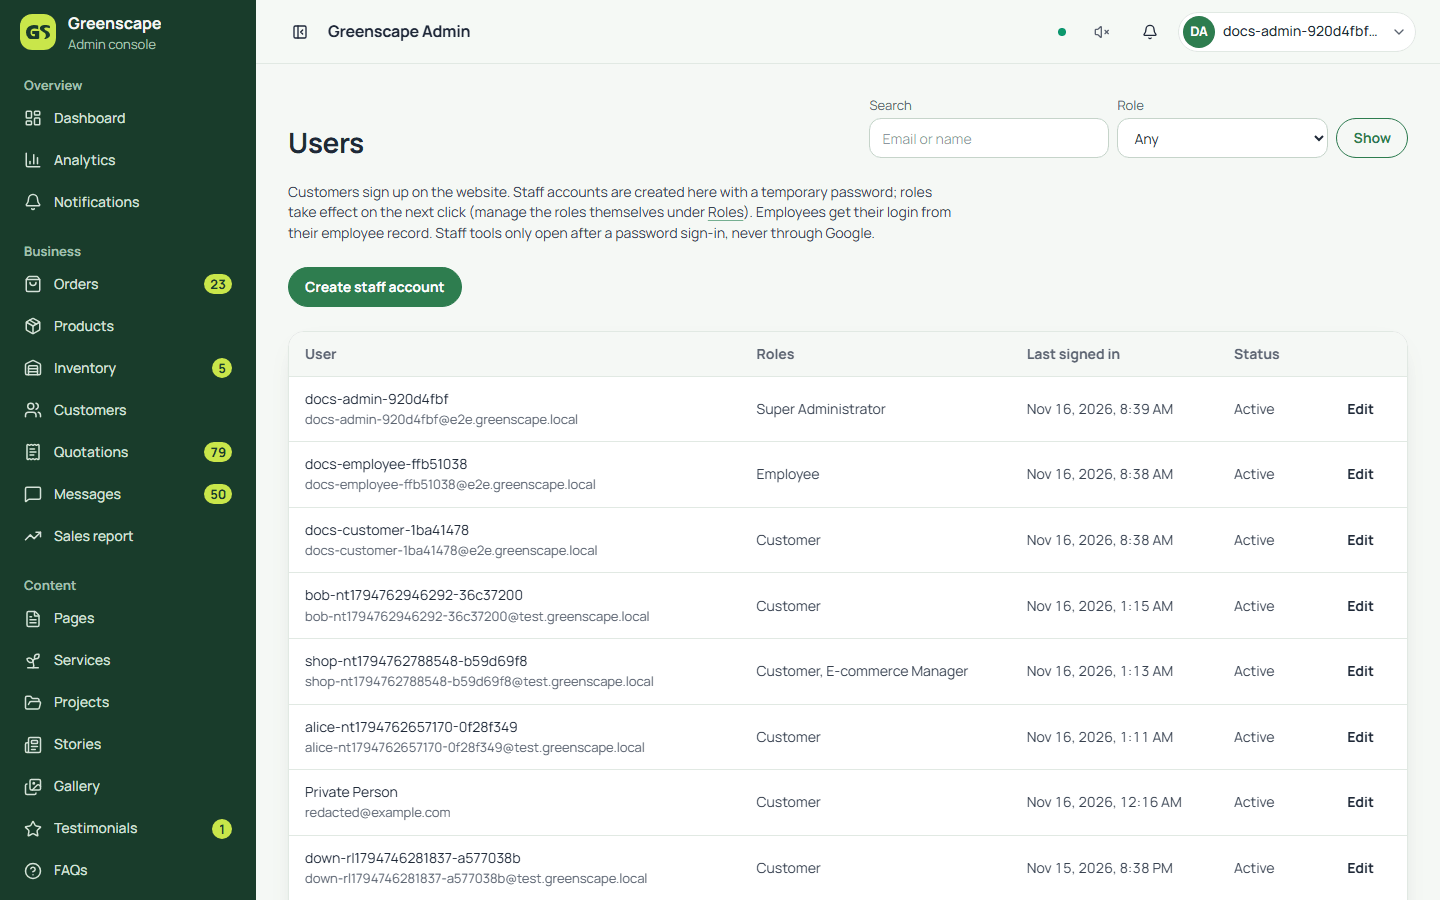 GS
Greenscape
Admin console
Overview
Dashboard
Analytics
Notifications
Business
Orders 23
Products
Inventory 5
Customers
Quotations 79
Messages 50
Sales report
Content
Pages
Services
Projects
Stories
Gallery
Testimonials 1
FAQs
Greenscape Admin
DA docs-admin-920d4fbf...
Users
Search
Email or name
Role
Any
Show
Customers sign up on the website. Staff accounts are created here with a temporary password; roles
take effect on the next click (manage the roles themselves under Roles). Employees get their login from
their employee record. Staff tools only open after a password sign-in, never through Google.
Create staff account
User Roles Last signed in Status
docs-admin-920d4fbf
docs-admin-920d4fbf@e2e.greenscape.local
Super Administrator Nov 16, 2026, 8:39 AM Active Edit
docs-employee-ffb51038
docs-employee-ffb51038@e2e.greenscape.local
Employee Nov 16, 2026, 8:38 AM Active Edit
docs-customer-1ba41478
docs-customer-1ba41478@e2e.greenscape.local
Customer Nov 16, 2026, 8:38 AM Active Edit
bob-nt1794762946292-36c37200
bob-nt1794762946292-36c37200@test.greenscape.local
Customer Nov 16, 2026, 1:15 AM Active Edit
shop-nt1794762788548-b59d69f8
shop-nt1794762788548-b59d69f8@test.greenscape.local
Customer, E-commerce Manager Nov 16, 2026, 1:13 AM Active Edit
alice-nt1794762657170-0f28f349
alice-nt1794762657170-0f28f349@test.greenscape.local
Customer Nov 16, 2026, 1:11 AM Active Edit
Private Person
redacted@example.com
Customer Nov 16, 2026, 12:16 AM Active Edit
down-rl1794746281837-a577038b
down-rl1794746281837-a577038b@test.greenscape.local
Customer Nov 15, 2026, 8:38 PM Active Edit